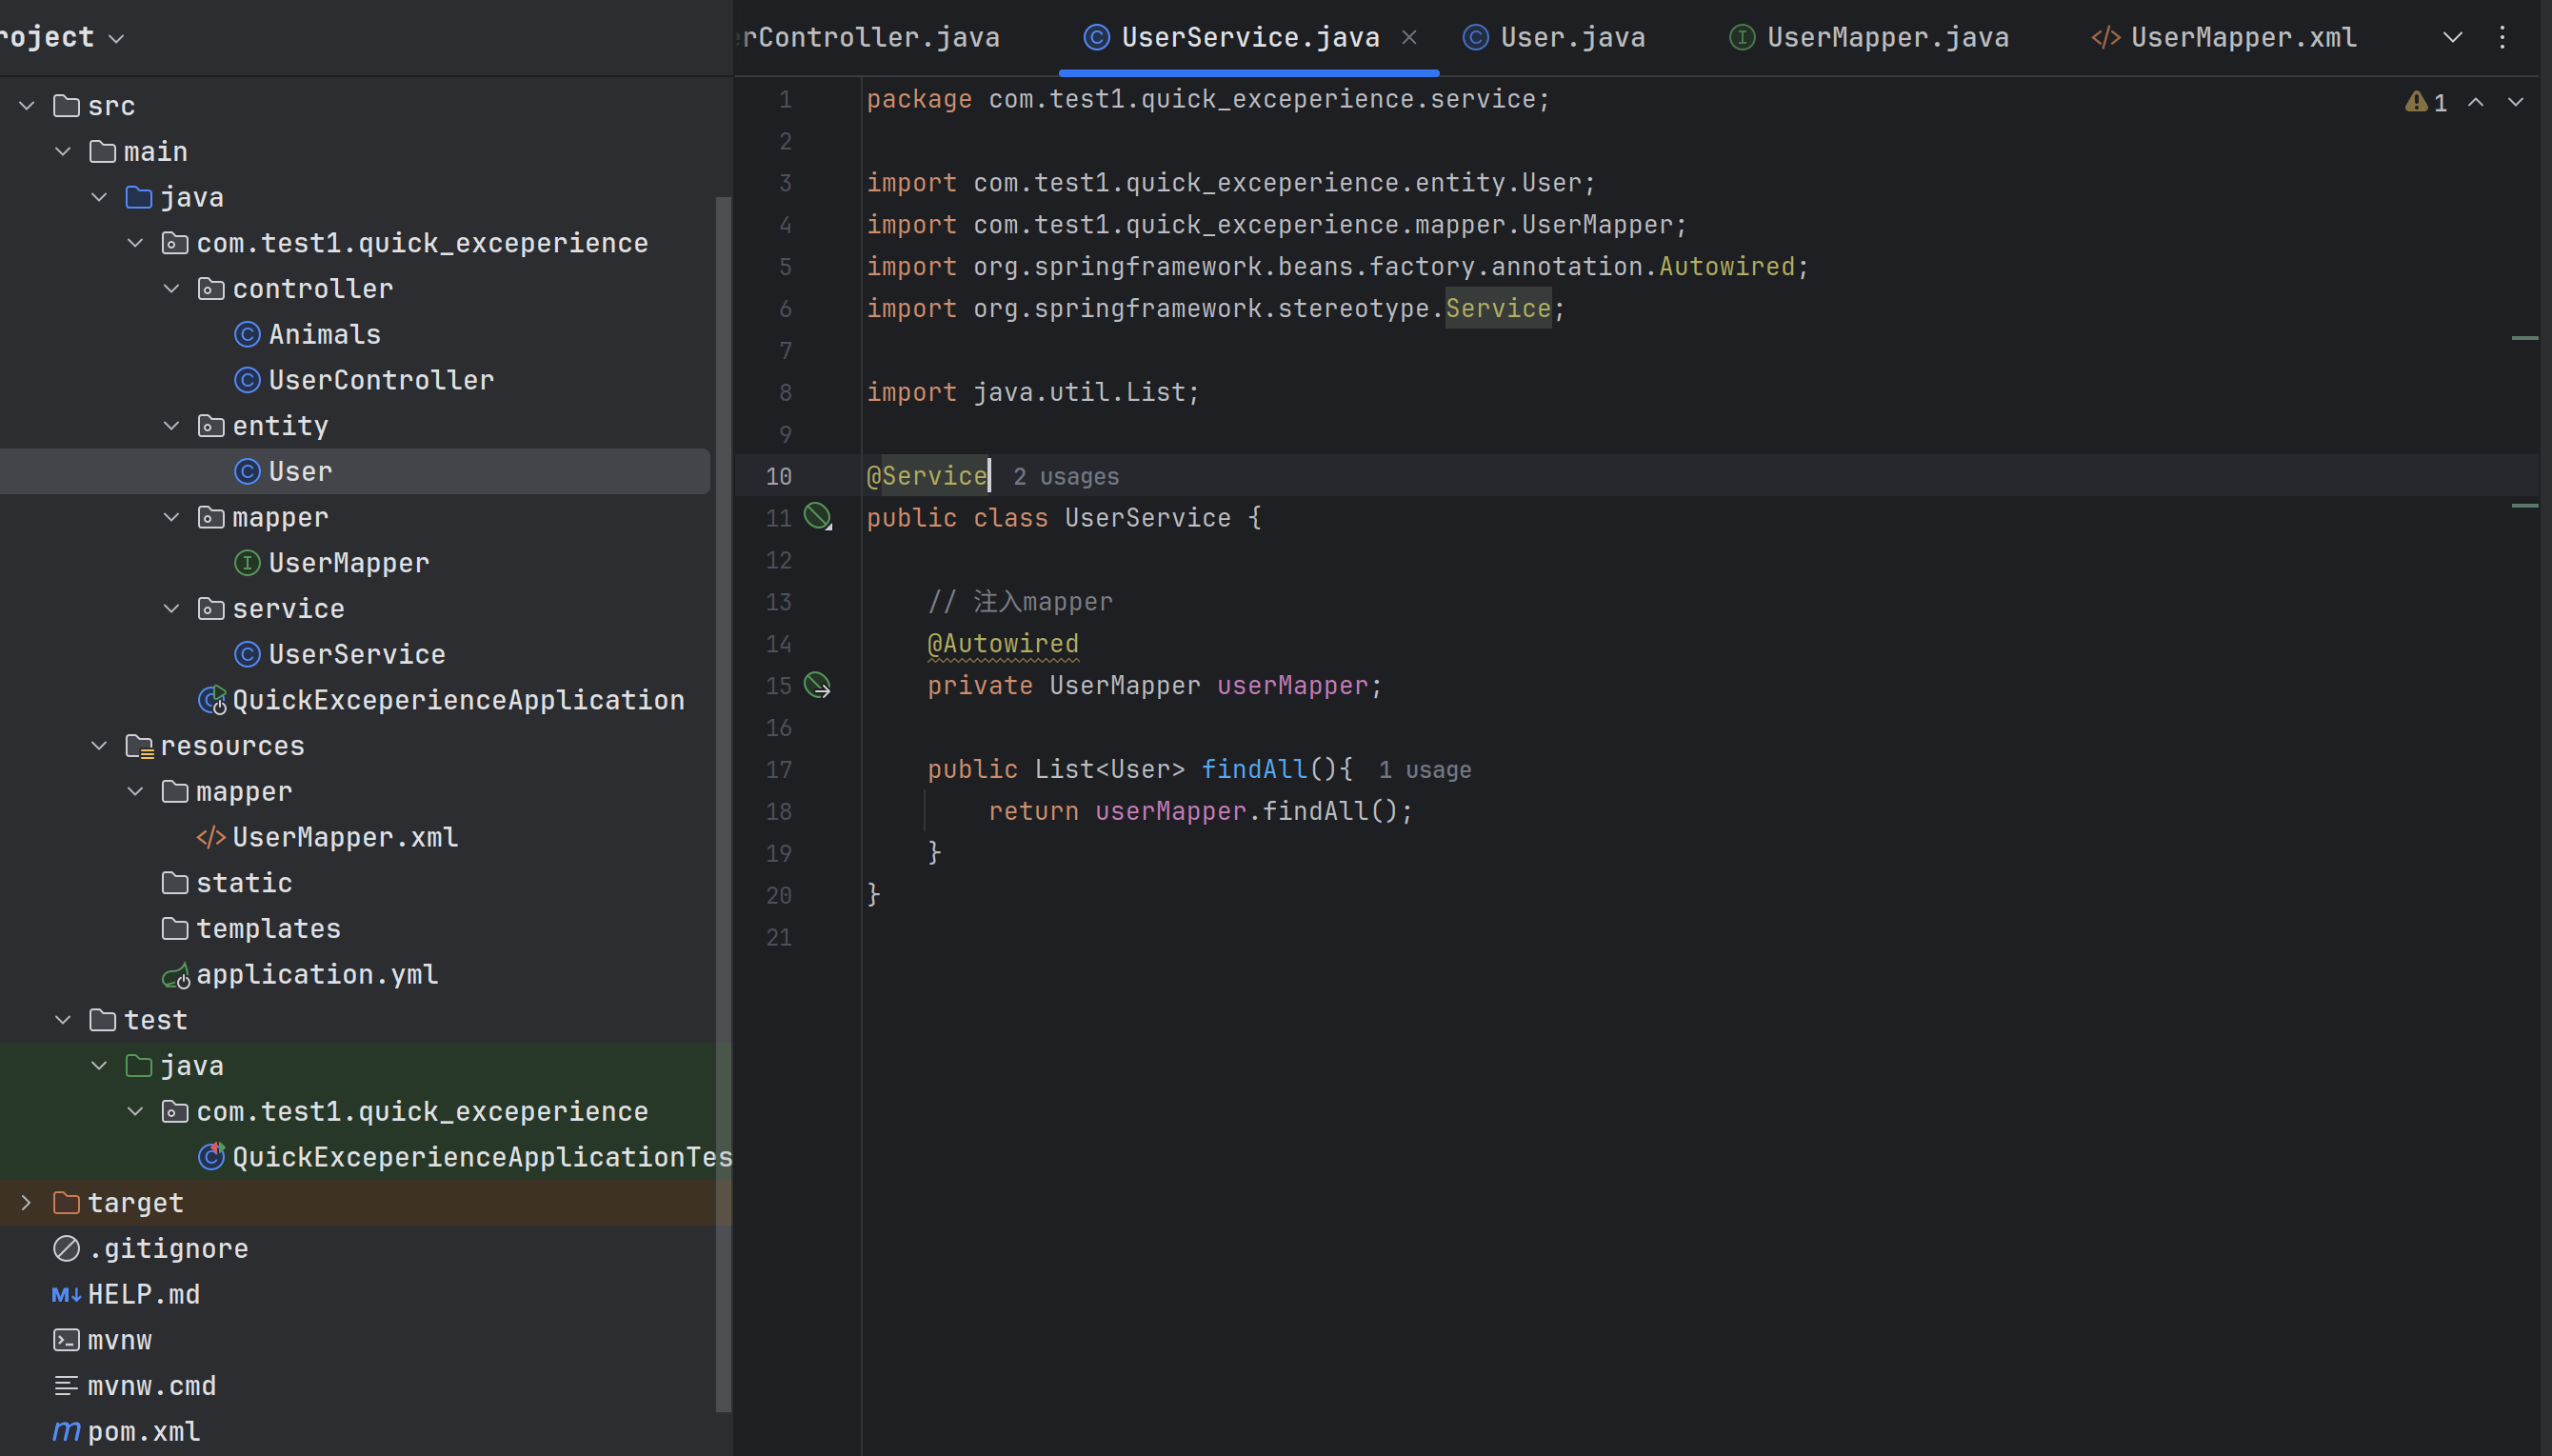 roject
src
main
java
com.test1.quick_exceperience
controller
Animals
UserController
entity
User
mapper
UserMapper
service
UserService
QuickExceperienceApplication
resources
mapper
UserMapper.xml
static
templates
application.yml
test
java
com.test1.quick_exceperience
QuickExceperienceApplicationTes
target
.gitignore
HELP.md
mvnw
mvnw.cmd
pom.xml
erController.java UserService.java User.java UserMapper.java UserMapper.xml
1
1 package com.test1.quick_exceperience.service;
2
3 import com.test1.quick_exceperience.entity.User;
4 import com.test1.quick_exceperience.mapper.UserMapper;
5 import org.springframework.beans.factory.annotation.Autowired;
6 import org.springframework.stereotype.Service;
7
8 import java.util.List;
9
10 @Service 2 usages
11 public class UserService {
12
13 // 注入mapper
14 @Autowired
15 private UserMapper userMapper;
16
17 public List<User> findAll(){ 1 usage
18 return userMapper.findAll();
19 }
20 }
21